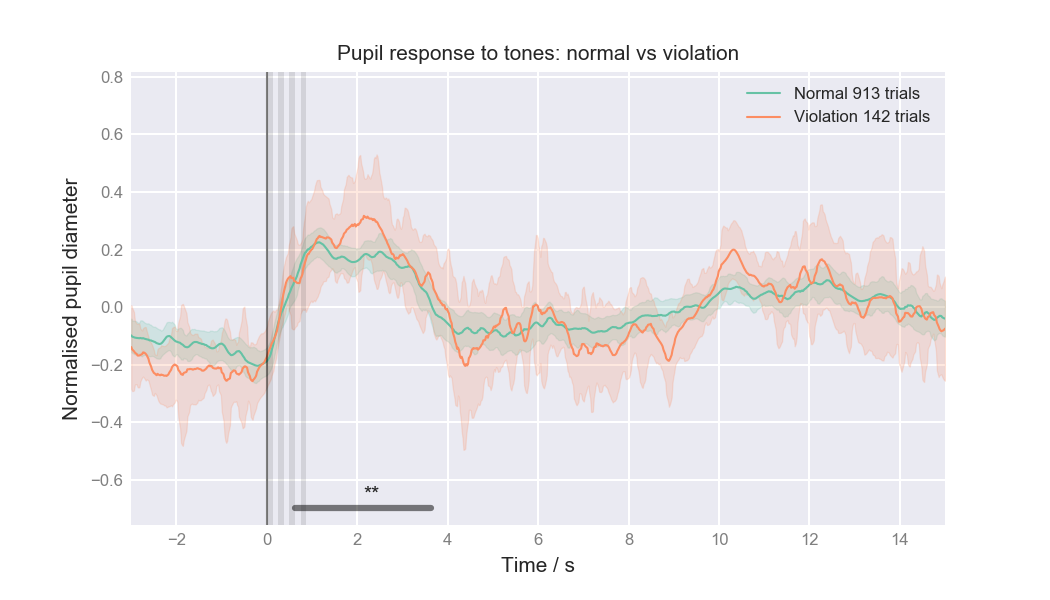 Pupil response to tones: normal vs violation
Normal 913 trials
Violation 142 trials
Normalised pupil diameter
0.8
0.6
0.4
0.2
0.0
−0.2
−0.4
−0.6
**
−2 0 2 4 6 8 10 12 14
Time / s